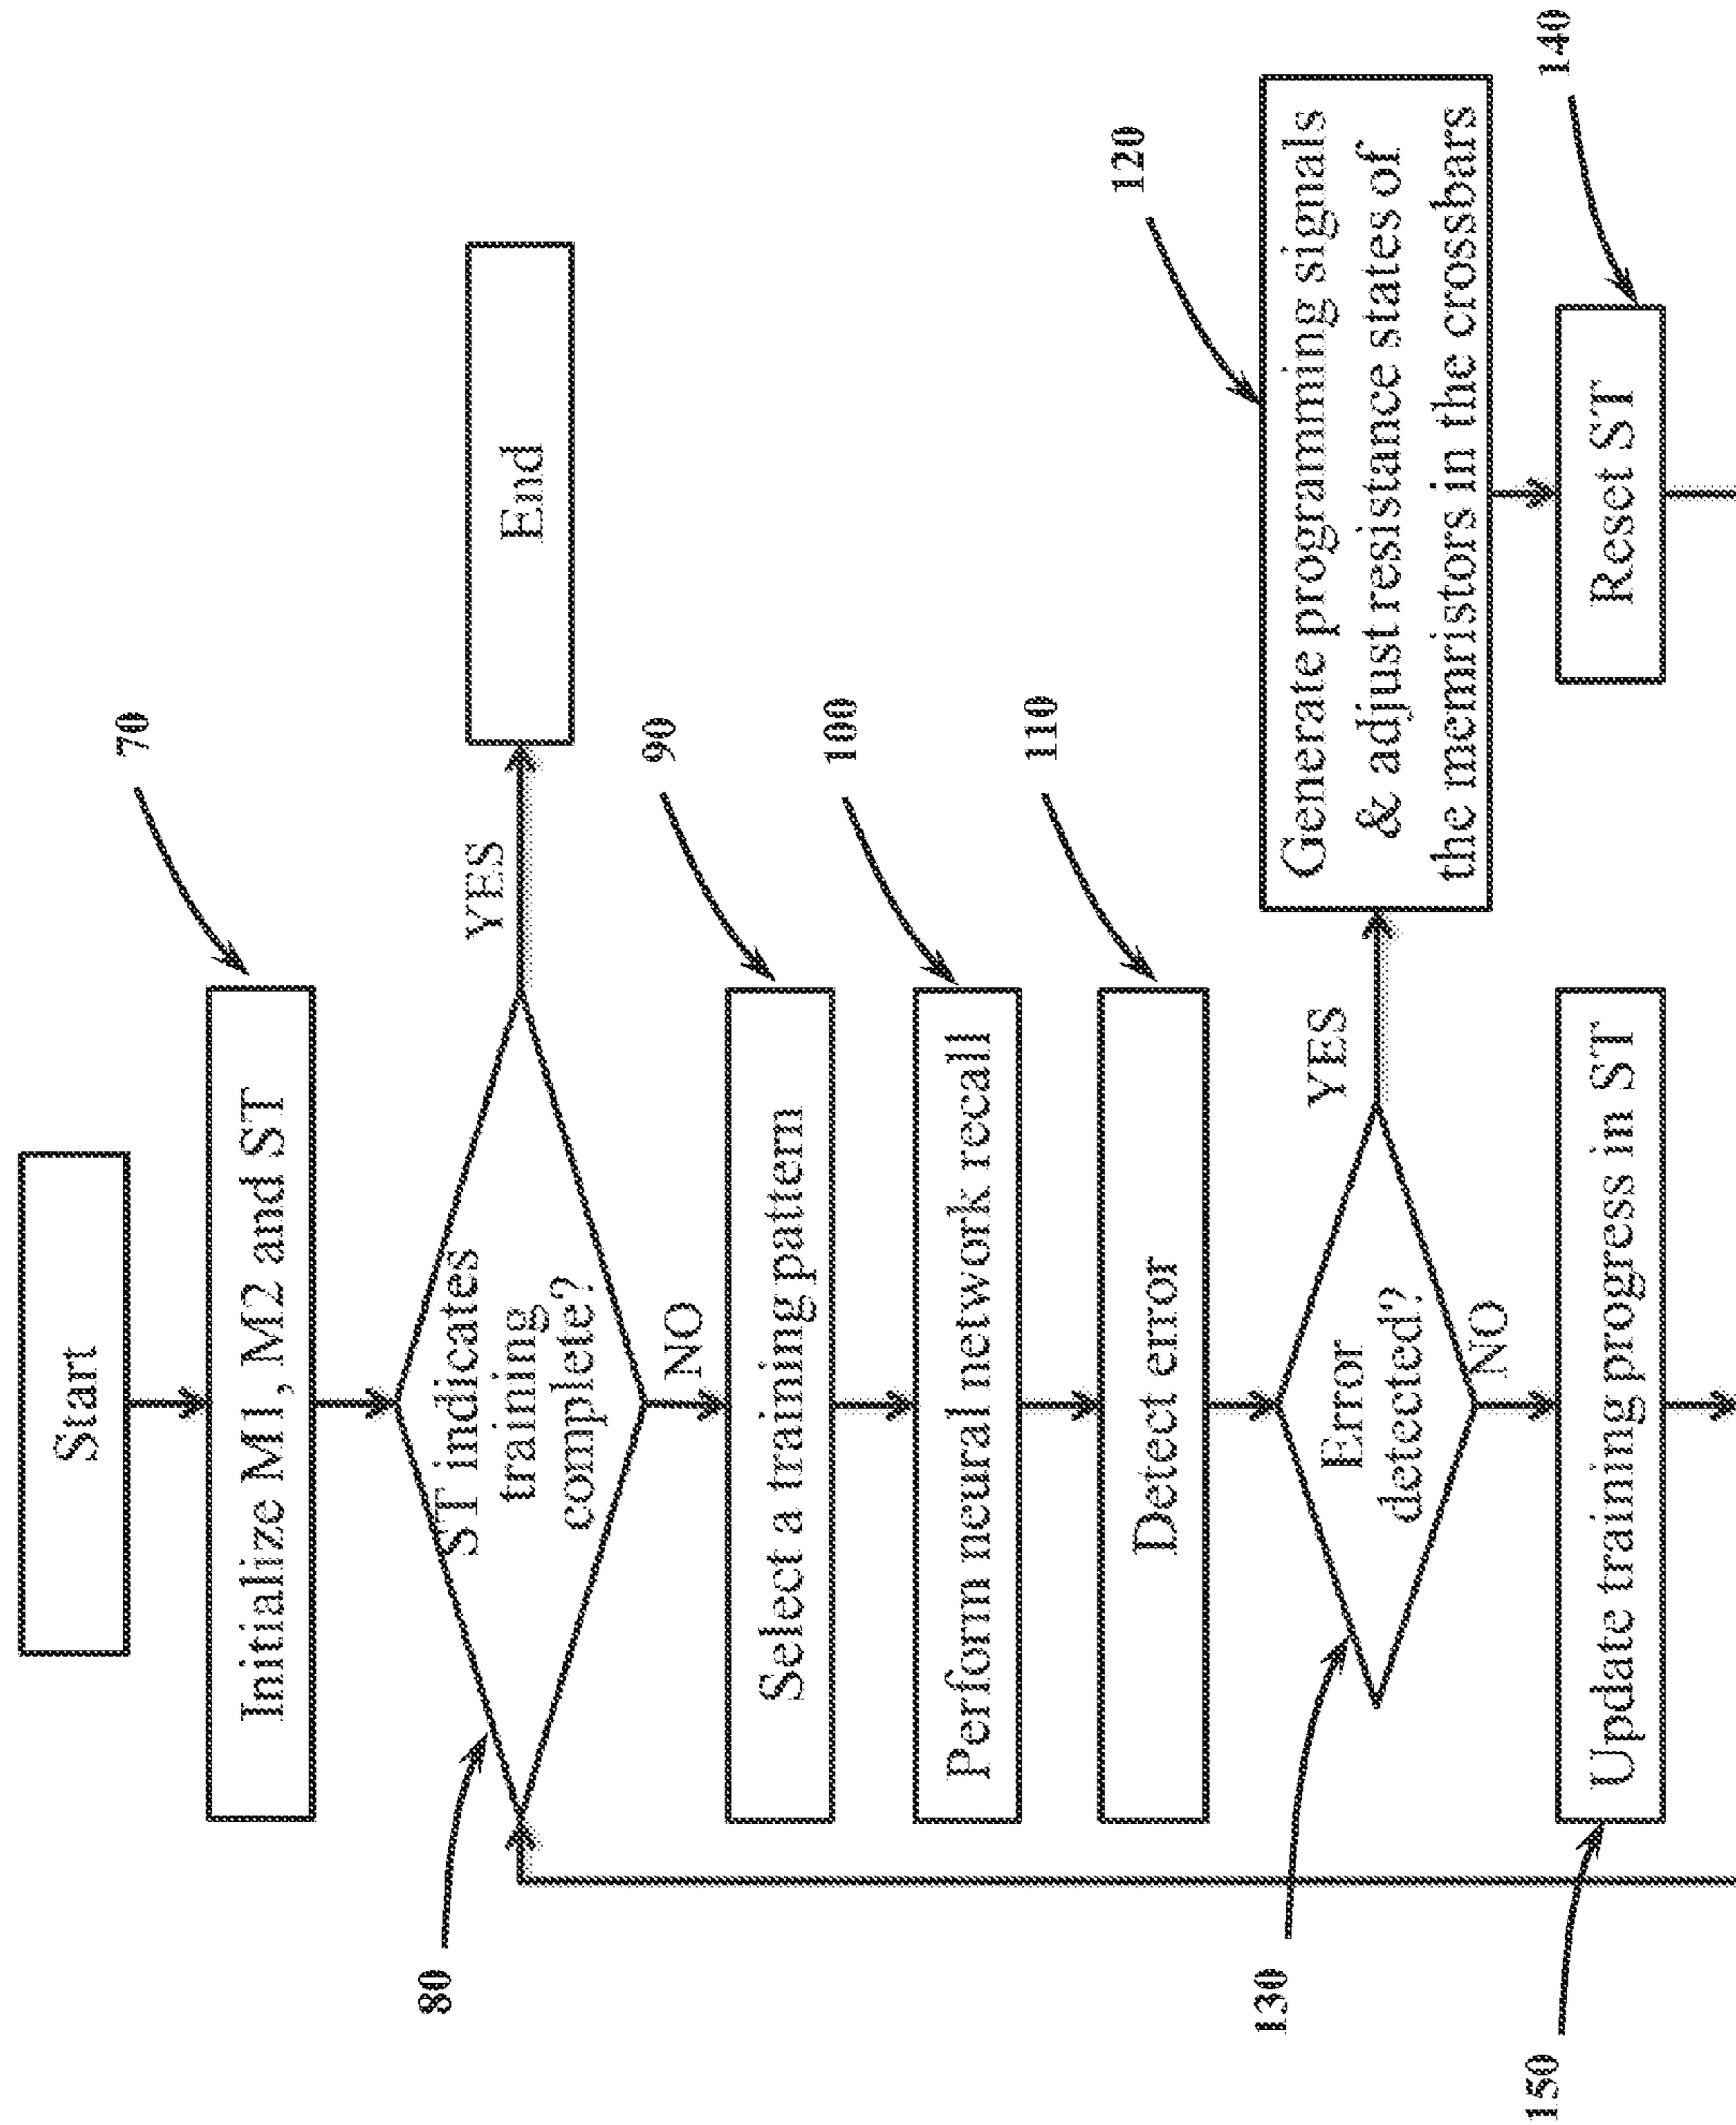 Start
70
Initialize M1 , M2 and ST
80
ST indicates
training
complete?
YES
End
NO
90
Select a training pattern
100
Perform neural network recall
110
Detect error
130
Error
detected?
YES
120
Generate programming signals
& adjust resistance states of
the memristors in the crossbars
NO
140
Reset ST
150
Update training progress in ST